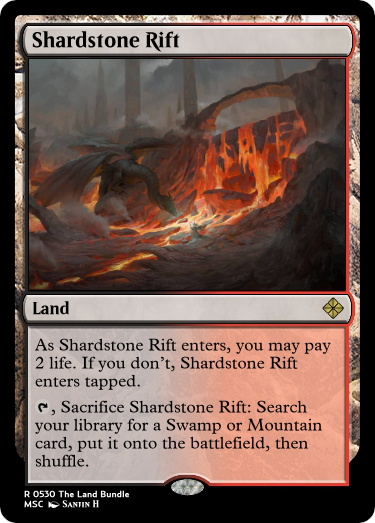 Shardstone Rift
Land
As Shardstone Rift enters, you may pay
2 life. If you don't, Shardstone Rift
enters tapped.
, Sacrifice Shardstone Rift: Search
your library for a Swamp or Mountain
card, put it onto the battlefield, then
shuffle.
R 0530 The Land Bundle
MSC Sanjin H